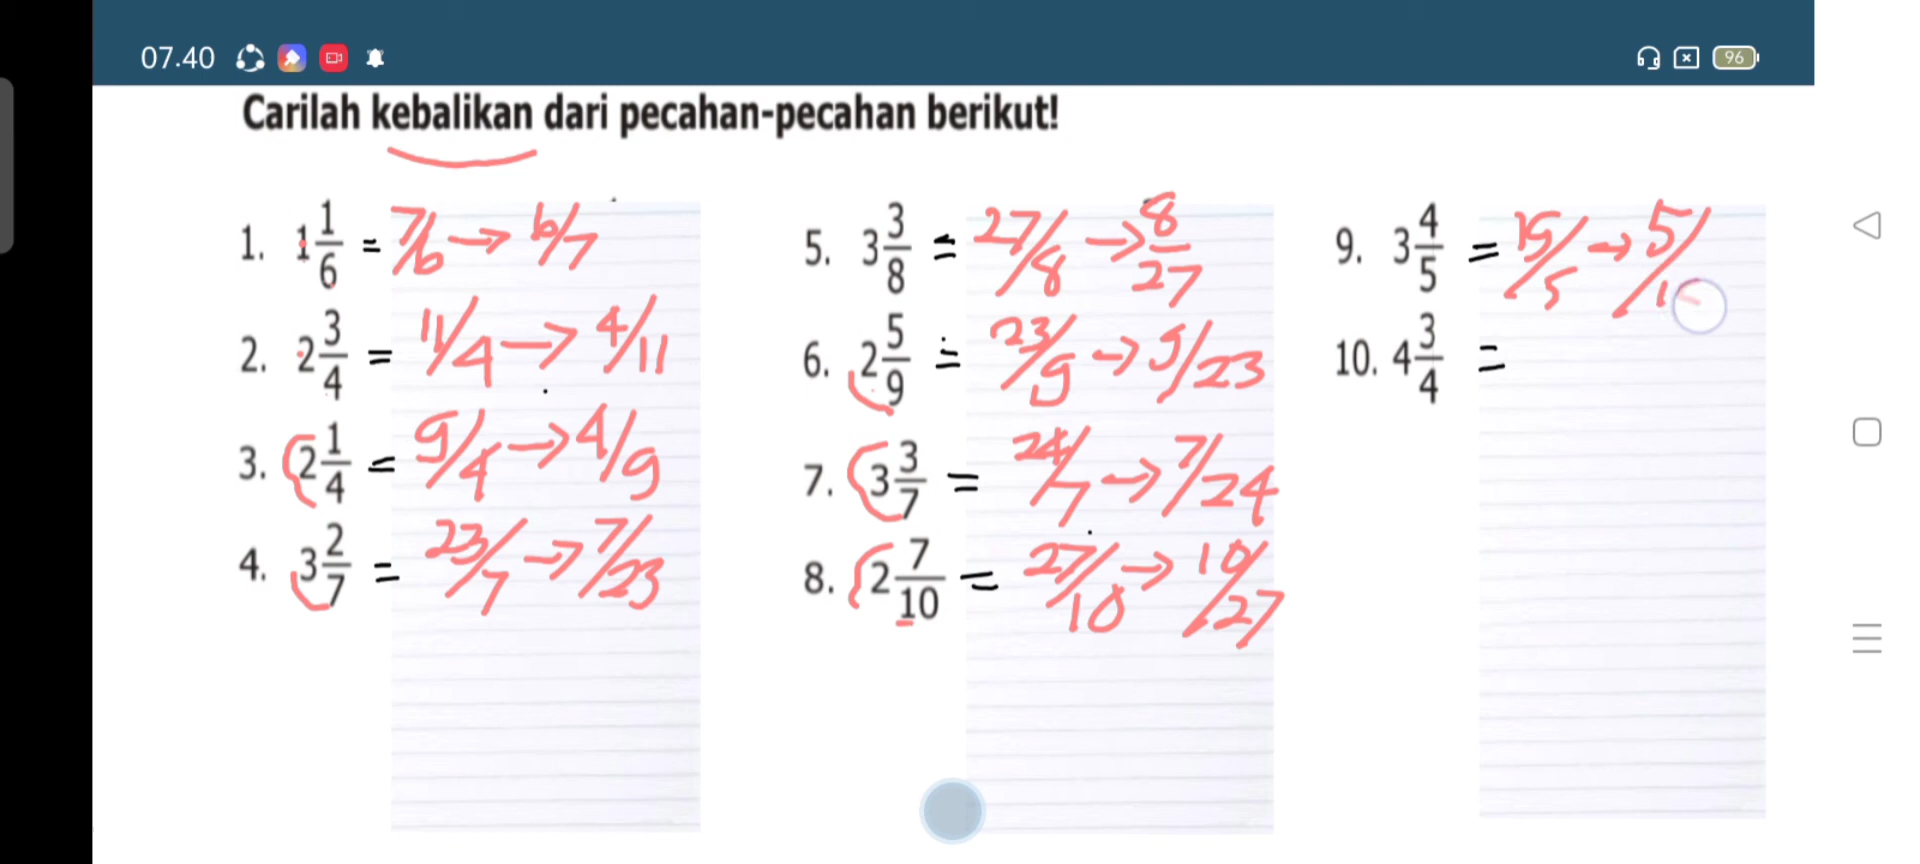 07.40
96
Carilah kebalikan dari pecahan-pecahan berikut!
1. 1 1/6 = 7/6 → 6/7
2. 2 3/4 = 11/4 → 4/11
3. 2 1/4 = 9/4 → 4/9
4. 3 2/7 = 23/7 → 7/23
5. 3 3/8 = 27/8 → 8/27
6. 2 5/9 = 23/9 → 9/23
7. 3 3/7 = 24/7 → 7/24
8. 2 7/10 = 27/10 → 10/27
9. 3 4/5 = /5 → 5/1
10. 4 3/4 =